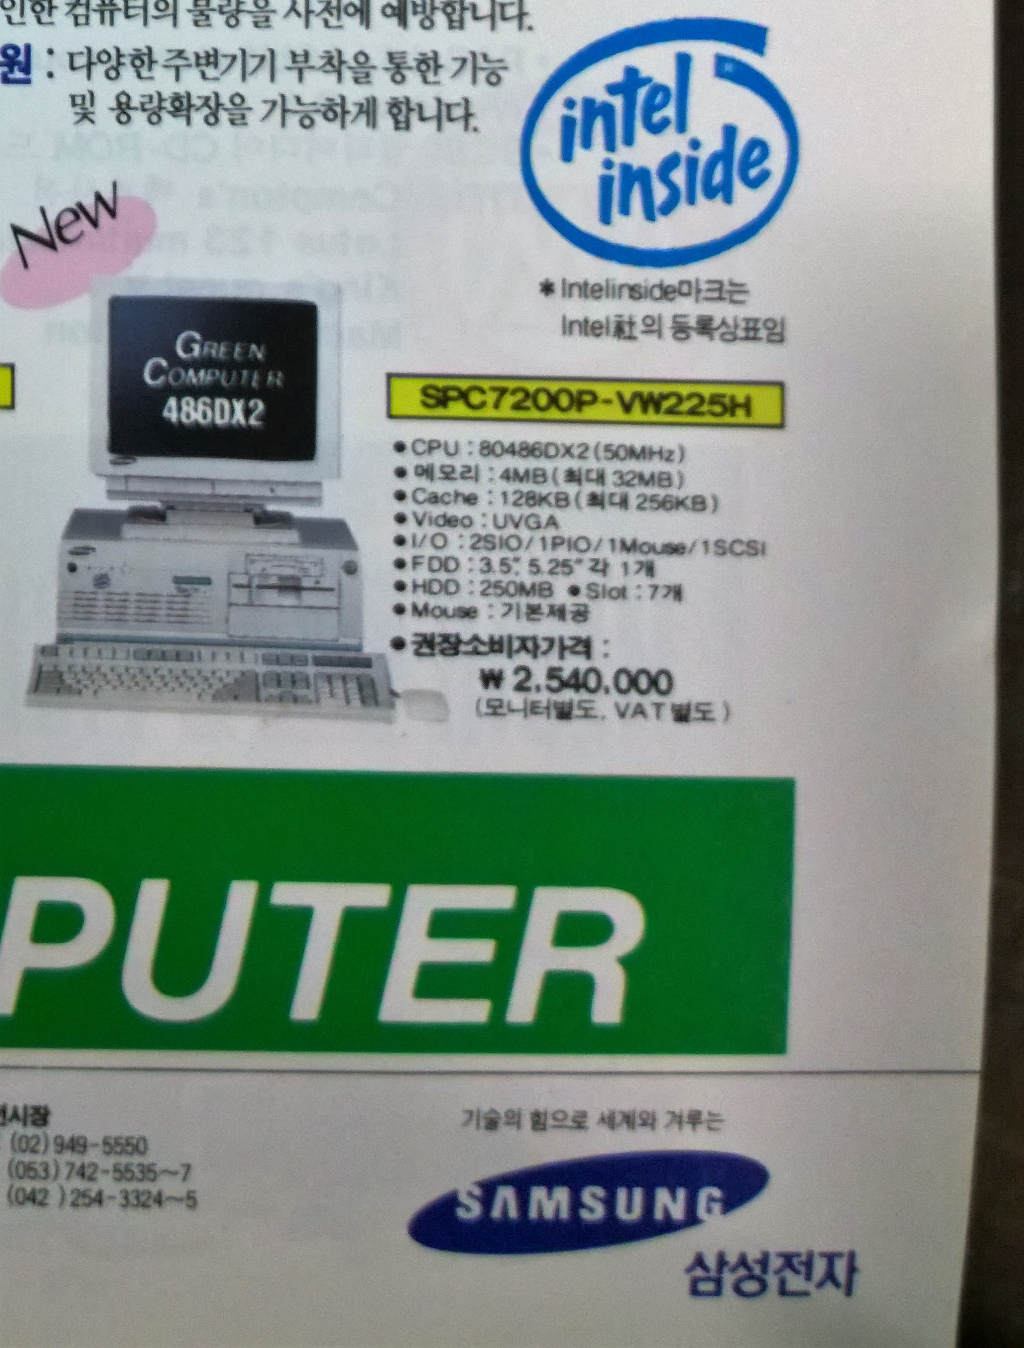 인한 컴퓨터의 불량을 사전에 예방합니다.
원 : 다양한 주변기기 부착을 통한 기능
및 용량확장을 가능하게 합니다.
intel
inside
New
* Intelinside마크는
Intel社의 등록상표임
GREEN
COMPUTER
486DX2
SPC7200P-VW225H
● CPU : 80486DX2(50MHz)
● 메모리 : 4MB(최대 32MB)
● Cache : 128KB(최대 256KB)
● Video : UVGA
● I/O : 2SIO/1PIO/1Mouse/1SCSI
● FDD : 3.5", 5.25" 각 1개
● HDD : 250MB ● Slot : 7개
● Mouse : 기본제공
● 권장소비자가격 :
₩ 2,540,000
(모니터별도, VAT별도)
PUTER
전시장
(02)949-5550
(053)742-5535~7
(042)254-3324~5
기술의 힘으로 세계와 겨루는
SAMSUNG
삼성전자